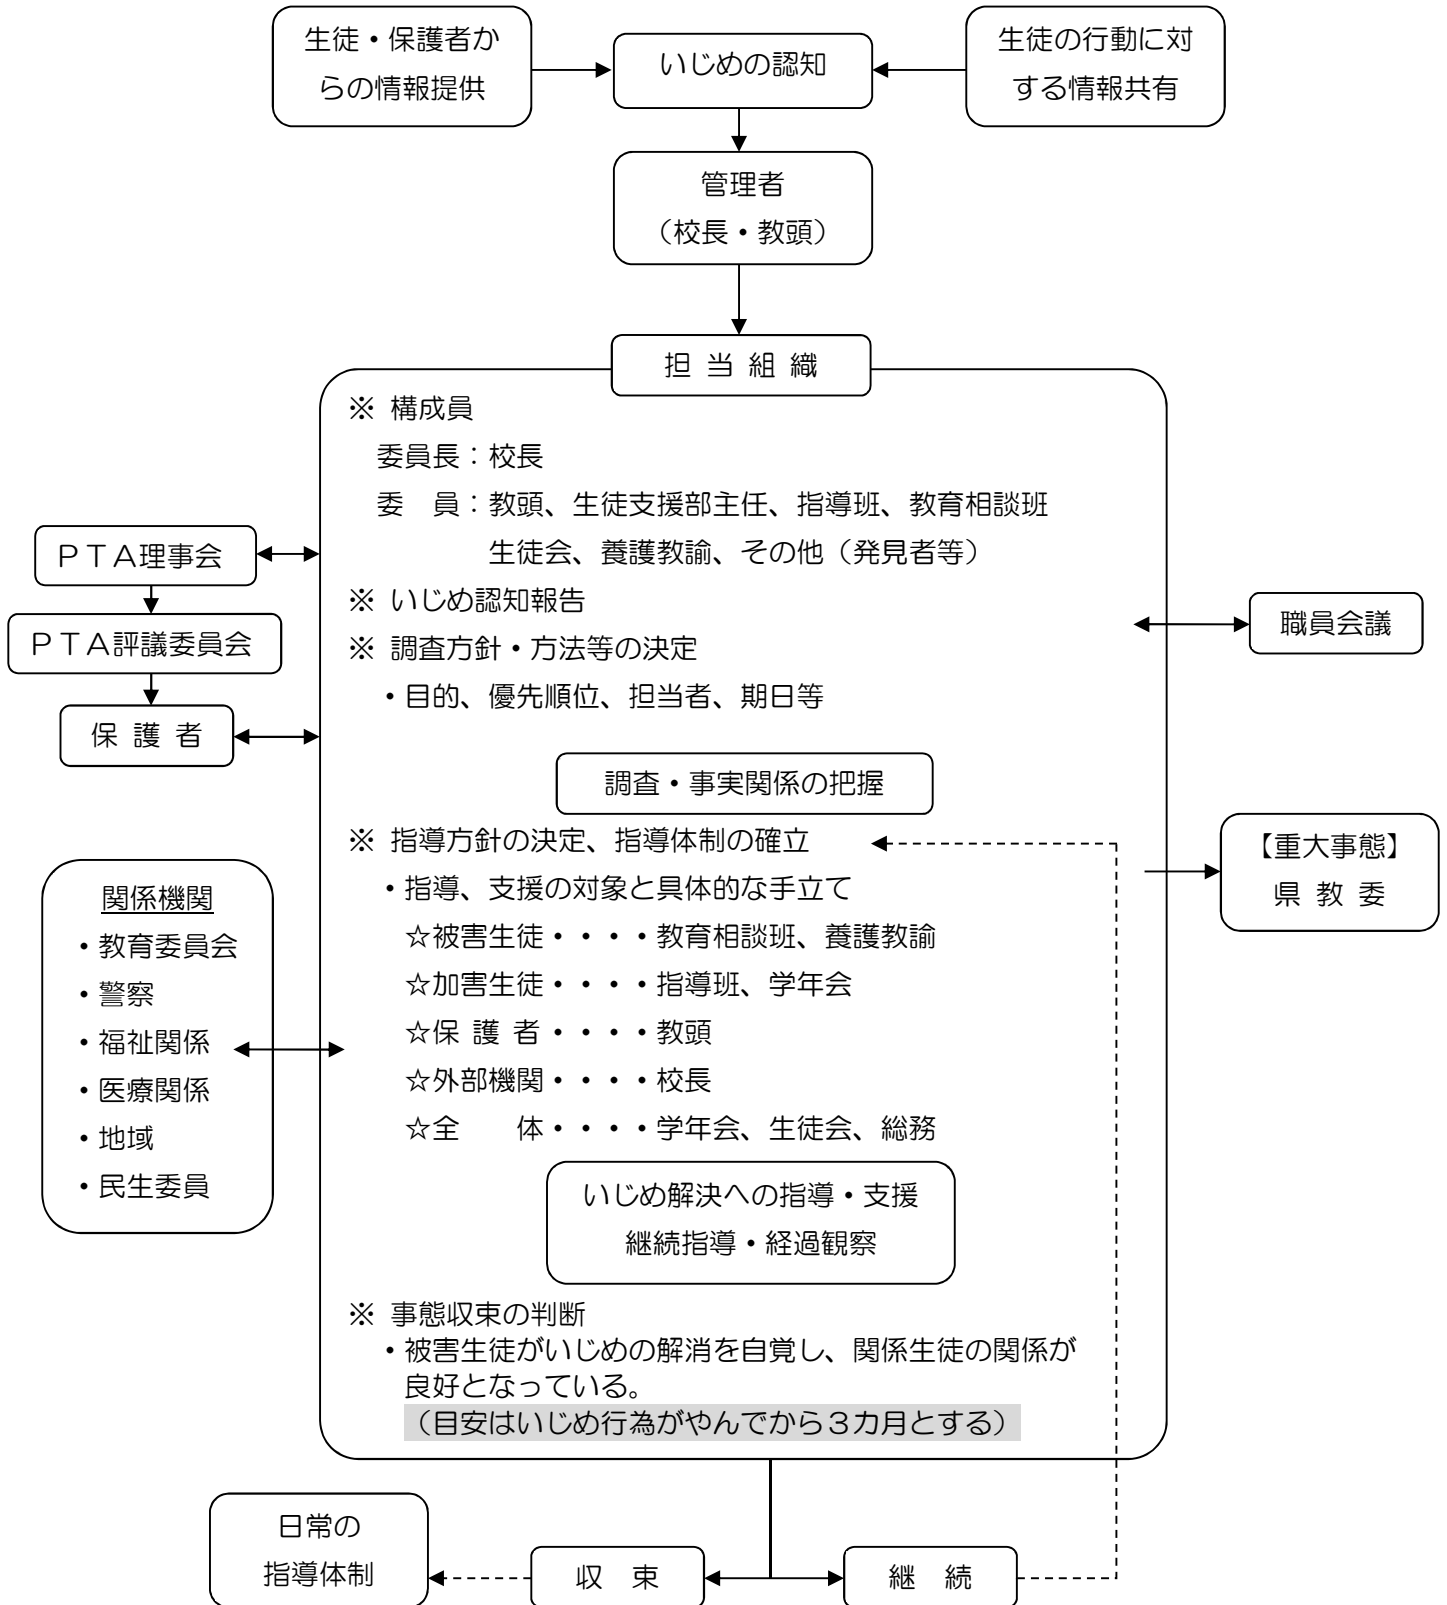 生徒・保護者か
らの情報提供
いじめの認知
生徒の行動に対
する情報共有
管理者
（校長・教頭）
担 当 組 織
※ 構成員
委員長：校長
委　員：教頭、生徒支援部主任、指導班、教育相談班
生徒会、養護教諭、その他（発見者等）
※ いじめ認知報告
※ 調査方針・方法等の決定
・目的、優先順位、担当者、期日等
調査・事実関係の把握
※ 指導方針の決定、指導体制の確立
・指導、支援の対象と具体的な手立て
☆被害生徒・・・・教育相談班、養護教諭
☆加害生徒・・・・指導班、学年会
☆保 護 者・・・・教頭
☆外部機関・・・・校長
☆全　　体・・・・学年会、生徒会、総務
いじめ解決への指導・支援
継続指導・経過観察
※ 事態収束の判断
・被害生徒がいじめの解消を自覚し、関係生徒の関係が
良好となっている。
（目安はいじめ行為がやんでから３カ月とする）
ＰＴＡ理事会
ＰＴＡ評議委員会
保 護 者
関係機関
・教育委員会
・警察
・福祉関係
・医療関係
・地域
・民生委員
職員会議
【重大事態】
県 教 委
日常の
指導体制
収　束
継　続